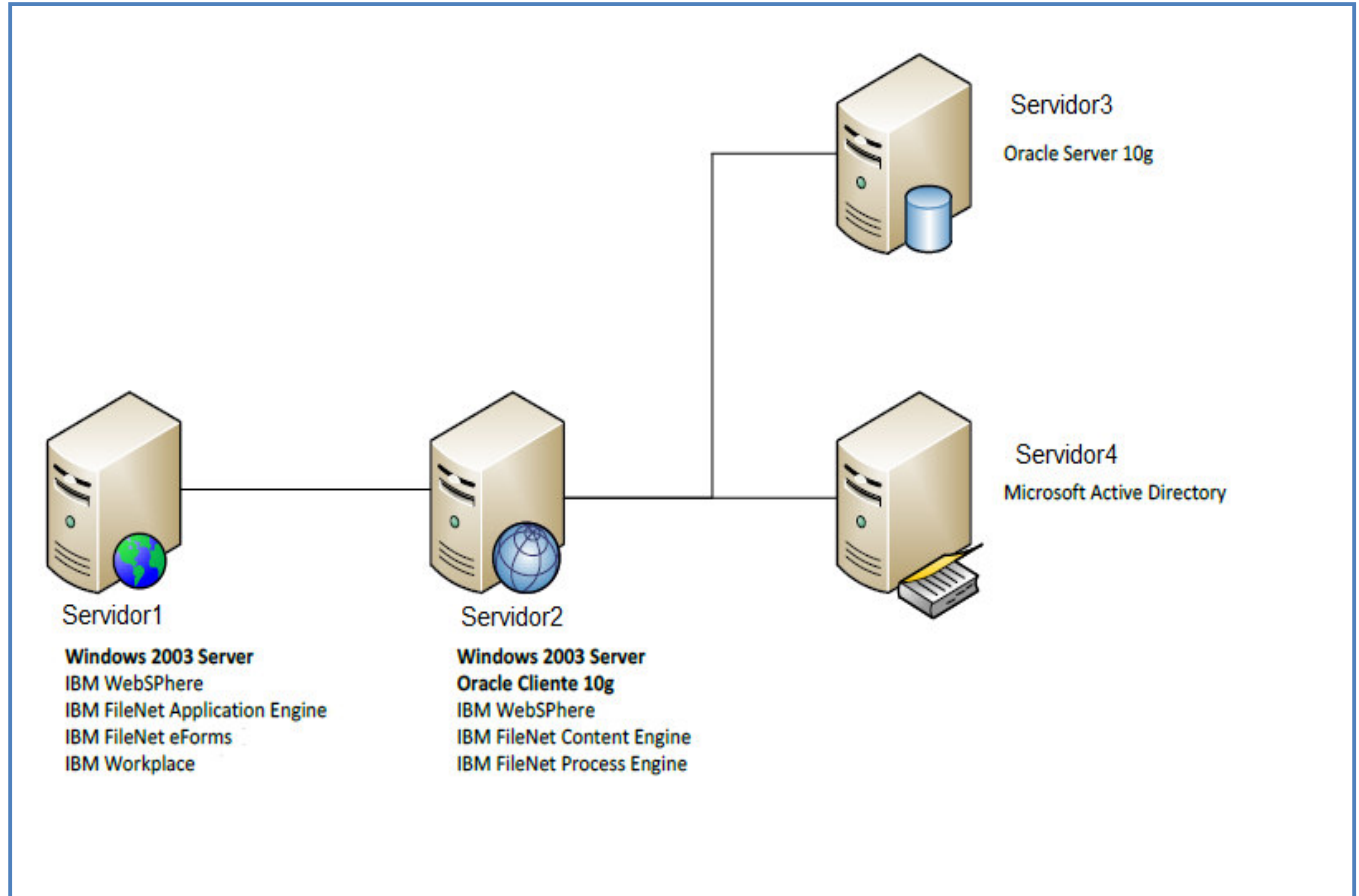 Servidor3
Oracle Server 10g
Servidor4
Microsoft Active Directory
Servidor1
Windows 2003 Server
IBM WebSPhere
IBM FileNet Application Engine
IBM FileNet eForms
IBM Workplace
Servidor2
Windows 2003 Server
Oracle Cliente 10g
IBM WebSPhere
IBM FileNet Content Engine
IBM FileNet Process Engine